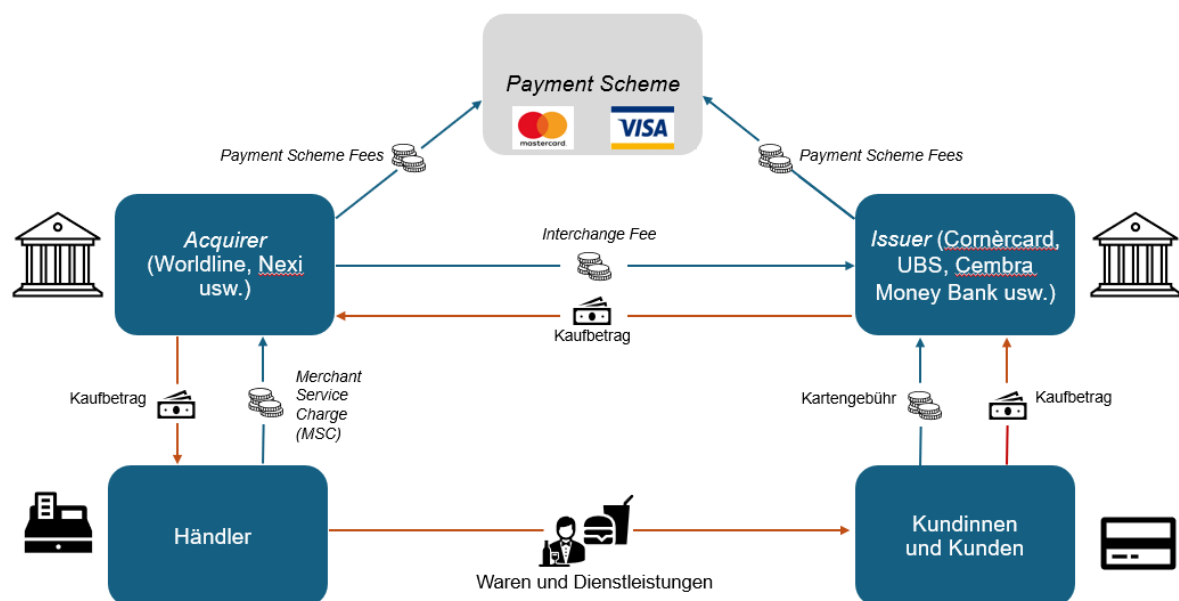 Payment Scheme
mastercard.
VISA
Payment Scheme Fees
Payment Scheme Fees
Acquirer
(Worldline, Nexi
usw.)
Interchange Fee
Issuer (Cornèrcard,
UBS, Cembra
Money Bank usw.)
Kaufbetrag
Kaufbetrag
Merchant
Service
Charge
(MSC)
Kartengebühr
Kaufbetrag
Händler
Kundinnen
und Kunden
Waren und Dienstleistungen